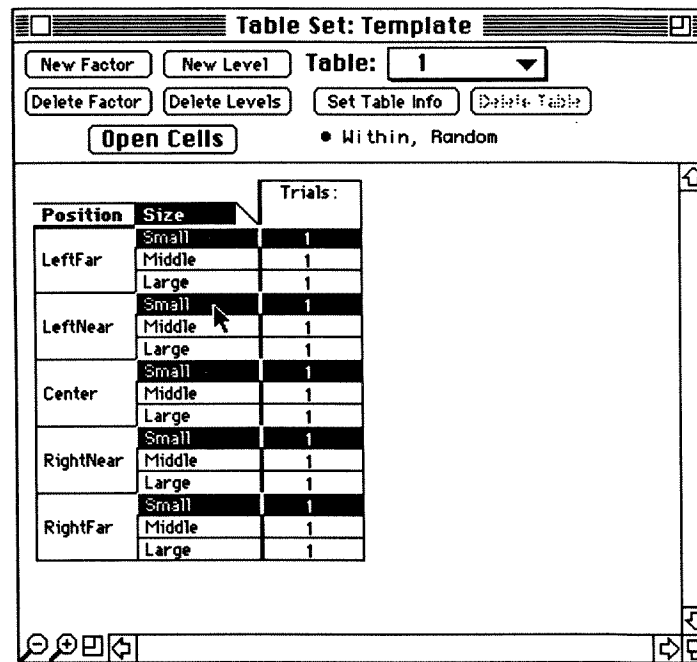 Table Set: Template
New Factor New Level Table: 1
Delete Factor Delete Levels Set Table Info Delete Table
Open Cells • Within, Random
Trials:
Position Size
Small 1
LeftFar Middle 1
Large 1
Small 1
LeftNear Middle 1
Large 1
Small 1
Center Middle 1
Large 1
Small 1
RightNear Middle 1
Large 1
Small 1
RightFar Middle 1
Large 1